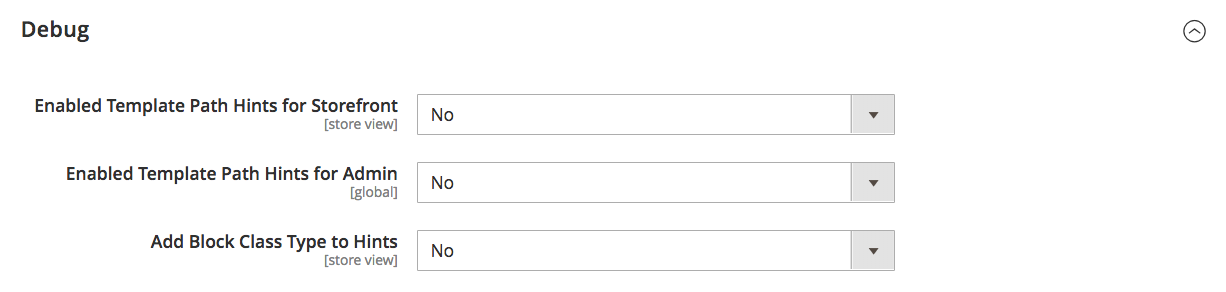 Debug
Enabled Template Path Hints for Storefront
[store view]
No
Enabled Template Path Hints for Admin
[global]
No
Add Block Class Type to Hints
[store view]
No